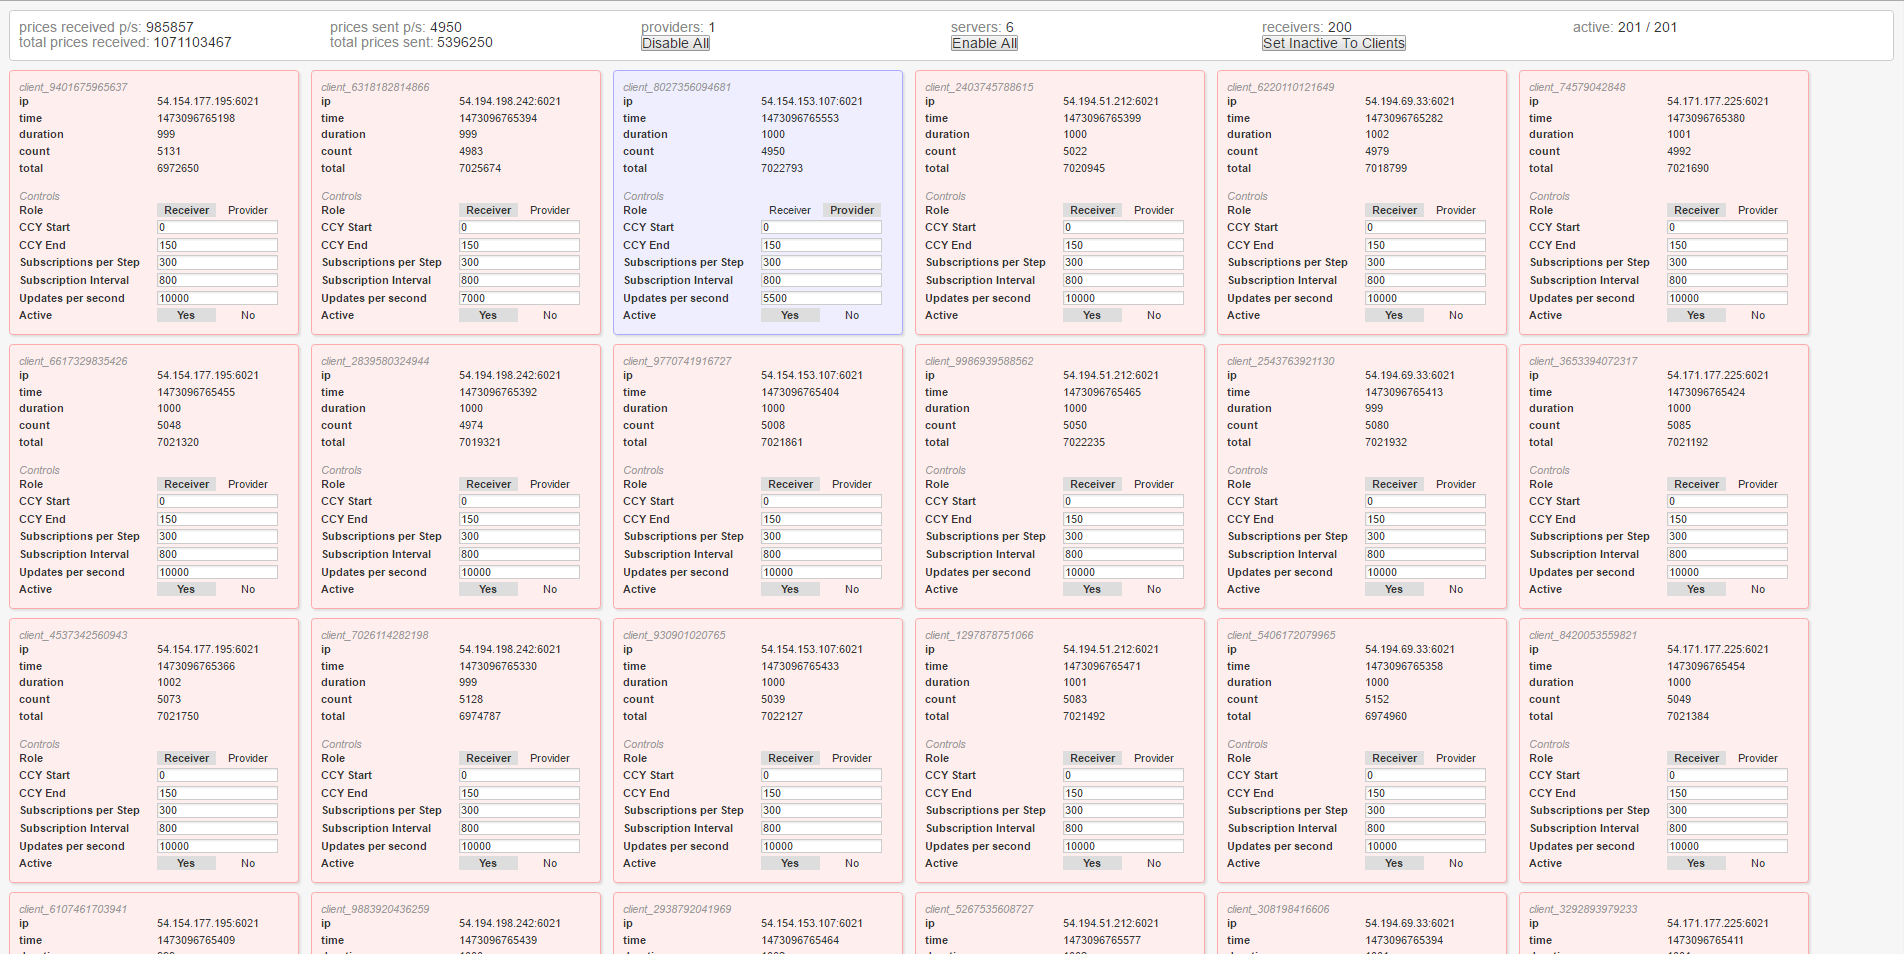 prices received p/s: 985857 prices sent p/s: 4950 providers: 1 servers: 6 receivers: 200 active: 201 / 201
total prices received: 1071103467 total prices sent: 5396250 Disable All Enable All Set Inactive To Clients
client_9401675965637 client_6318182814866 client_8027356094681 client_2403745788615 client_6220110121649 client_74579042848
ip 54.154.177.195:6021 ip 54.194.198.242:6021 ip 54.154.153.107:6021 ip 54.194.51.212:6021 ip 54.194.69.33:6021 ip 54.171.177.225:6021
time 1473096765198 time 1473096765394 time 1473096765553 time 1473096765399 time 1473096765282 time 1473096765380
duration 999 duration 999 duration 1000 duration 1000 duration 1002 duration 1001
count 5131 count 4983 count 4950 count 5022 count 4979 count 4992
total 6972650 total 7025674 total 7022793 total 7020945 total 7018799 total 7021690
Controls Controls Controls Controls Controls Controls
Role Receiver Provider Role Receiver Provider Role Receiver Provider Role Receiver Provider Role Receiver Provider Role Receiver Provider
CCY Start 0 CCY Start 0 CCY Start 0 CCY Start 0 CCY Start 0 CCY Start 0
CCY End 150 CCY End 150 CCY End 150 CCY End 150 CCY End 150 CCY End 150
Subscriptions per Step 300 Subscriptions per Step 300 Subscriptions per Step 300 Subscriptions per Step 300 Subscriptions per Step 300 Subscriptions per Step 300
Subscription Interval 800 Subscription Interval 800 Subscription Interval 800 Subscription Interval 800 Subscription Interval 800 Subscription Interval 800
Updates per second 10000 Updates per second 7000 Updates per second 5500 Updates per second 10000 Updates per second 10000 Updates per second 10000
Active Yes No Active Yes No Active Yes No Active Yes No Active Yes No Active Yes No
client_6617329835426 client_2839580324944 client_9770741916727 client_9986939588562 client_2543763921130 client_3653394072317
ip 54.154.177.195:6021 ip 54.194.198.242:6021 ip 54.154.153.107:6021 ip 54.194.51.212:6021 ip 54.194.69.33:6021 ip 54.171.177.225:6021
time 1473096765455 time 1473096765392 time 1473096765404 time 1473096765465 time 1473096765413 time 1473096765424
duration 1000 duration 1000 duration 1000 duration 1000 duration 999 duration 1000
count 5048 count 4974 count 5008 count 5050 count 5080 count 5085
total 7021320 total 7019321 total 7021861 total 7022235 total 7021932 total 7021192
Controls Controls Controls Controls Controls Controls
Role Receiver Provider Role Receiver Provider Role Receiver Provider Role Receiver Provider Role Receiver Provider Role Receiver Provider
CCY Start 0 CCY Start 0 CCY Start 0 CCY Start 0 CCY Start 0 CCY Start 0
CCY End 150 CCY End 150 CCY End 150 CCY End 150 CCY End 150 CCY End 150
Subscriptions per Step 300 Subscriptions per Step 300 Subscriptions per Step 300 Subscriptions per Step 300 Subscriptions per Step 300 Subscriptions per Step 300
Subscription Interval 800 Subscription Interval 800 Subscription Interval 800 Subscription Interval 800 Subscription Interval 800 Subscription Interval 800
Updates per second 10000 Updates per second 10000 Updates per second 10000 Updates per second 10000 Updates per second 10000 Updates per second 10000
Active Yes No Active Yes No Active Yes No Active Yes No Active Yes No Active Yes No
client_4537342560943 client_7026114282198 client_930901020765 client_1297878751066 client_5406172079965 client_8420053559821
ip 54.154.177.195:6021 ip 54.194.198.242:6021 ip 54.154.153.107:6021 ip 54.194.51.212:6021 ip 54.194.69.33:6021 ip 54.171.177.225:6021
time 1473096765366 time 1473096765330 time 1473096765433 time 1473096765471 time 1473096765358 time 1473096765454
duration 1002 duration 999 duration 1000 duration 1001 duration 1000 duration 1000
count 5073 count 5128 count 5039 count 5083 count 5152 count 5049
total 7021750 total 6974787 total 7022127 total 7021492 total 6974960 total 7021384
Controls Controls Controls Controls Controls Controls
Role Receiver Provider Role Receiver Provider Role Receiver Provider Role Receiver Provider Role Receiver Provider Role Receiver Provider
CCY Start 0 CCY Start 0 CCY Start 0 CCY Start 0 CCY Start 0 CCY Start 0
CCY End 150 CCY End 150 CCY End 150 CCY End 150 CCY End 150 CCY End 150
Subscriptions per Step 300 Subscriptions per Step 300 Subscriptions per Step 300 Subscriptions per Step 300 Subscriptions per Step 300 Subscriptions per Step 300
Subscription Interval 800 Subscription Interval 800 Subscription Interval 800 Subscription Interval 800 Subscription Interval 800 Subscription Interval 800
Updates per second 10000 Updates per second 10000 Updates per second 10000 Updates per second 10000 Updates per second 10000 Updates per second 10000
Active Yes No Active Yes No Active Yes No Active Yes No Active Yes No Active Yes No
client_6107461703941 client_9883920436259 client_2938792041969 client_5267535608727 client_308198416606 client_3292893979233
ip 54.154.177.195:6021 ip 54.194.198.242:6021 ip 54.154.153.107:6021 ip 54.194.51.212:6021 ip 54.194.69.33:6021 ip 54.171.177.225:6021
time 1473096765409 time 1473096765439 time 1473096765464 time 1473096765577 time 1473096765394 time 1473096765411